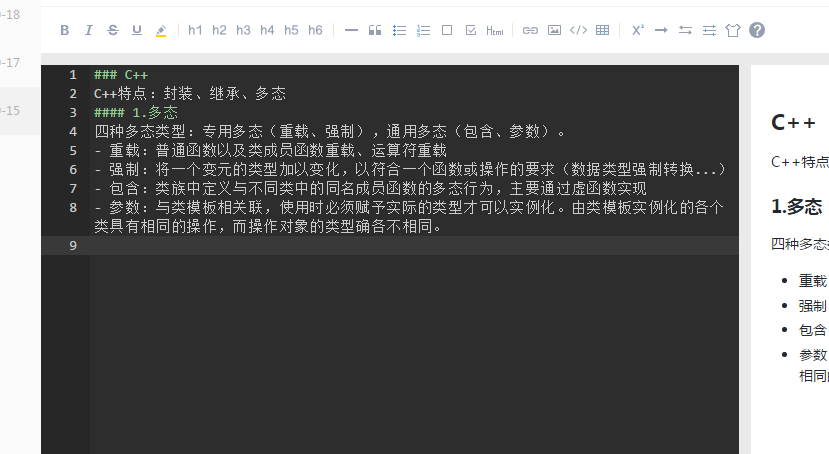 -18
-17
-15
B I S U h1 h2 h3 h4 h5 h6 Html X² ?
1 ### C++
2 C++特点：封装、继承、多态
3 #### 1.多态
4 四种多态类型：专用多态（重载、强制），通用多态（包含、参数）。
5 - 重载：普通函数以及类成员函数重载、运算符重载
6 - 强制：将一个变元的类型加以变化，以符合一个函数或操作的要求（数据类型强制转换...）
7 - 包含：类族中定义与不同类中的同名成员函数的多态行为，主要通过虚函数实现
8 - 参数：与类模板相关联，使用时必须赋予实际的类型才可以实例化。由类模板实例化的各个
类具有相同的操作，而操作对象的类型确各不相同。
9
C++
C++特点
1.多态
四种多态
重载
强制
包含
参数
相同